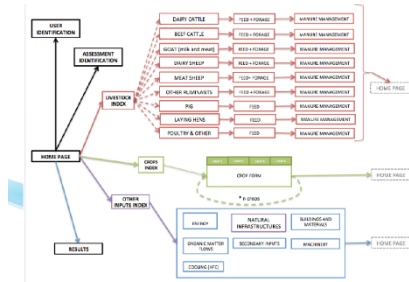 USER
IDENTIFICATION
ASSESSMENT
IDENTIFICATION
DAIRY CATTLE
FEED + FORAGE
MANURE MANAGEMENT
BEEF CATTLE
FEED + FORAGE
MANURE MANAGEMENT
GOAT (milk and meat)
FEED + FORAGE
MANURE MANAGEMENT
DAIRY SHEEP
FEED + FORAGE
MANURE MANAGEMENT
MEAT SHEEP
FEED + FORAGE
MANURE MANAGEMENT
OTHER RUMINANTS
FEED + FORAGE
MANURE MANAGEMENT
PIG
FEED
MANURE MANAGEMENT
LAYING HENS
FEED
MANURE MANAGEMENT
POULTRY & OTHER
FEED
MANURE MANAGEMENT
LIVESTOCK
INDEX
HOME PAGE
HOME PAGE
CROPS
INDEX
CROP FORM
* n crops
HOME PAGE
OTHER
INPUTS INDEX
RESULTS
ENERGY
NATURAL
INFRASTRUCTURES
BUILDINGS AND
MATERIALS
ORGANIC MATTER
FLOWS
SECONDARY INPUTS
MACHINERY
COOLING (HFC)
HOME PAGE